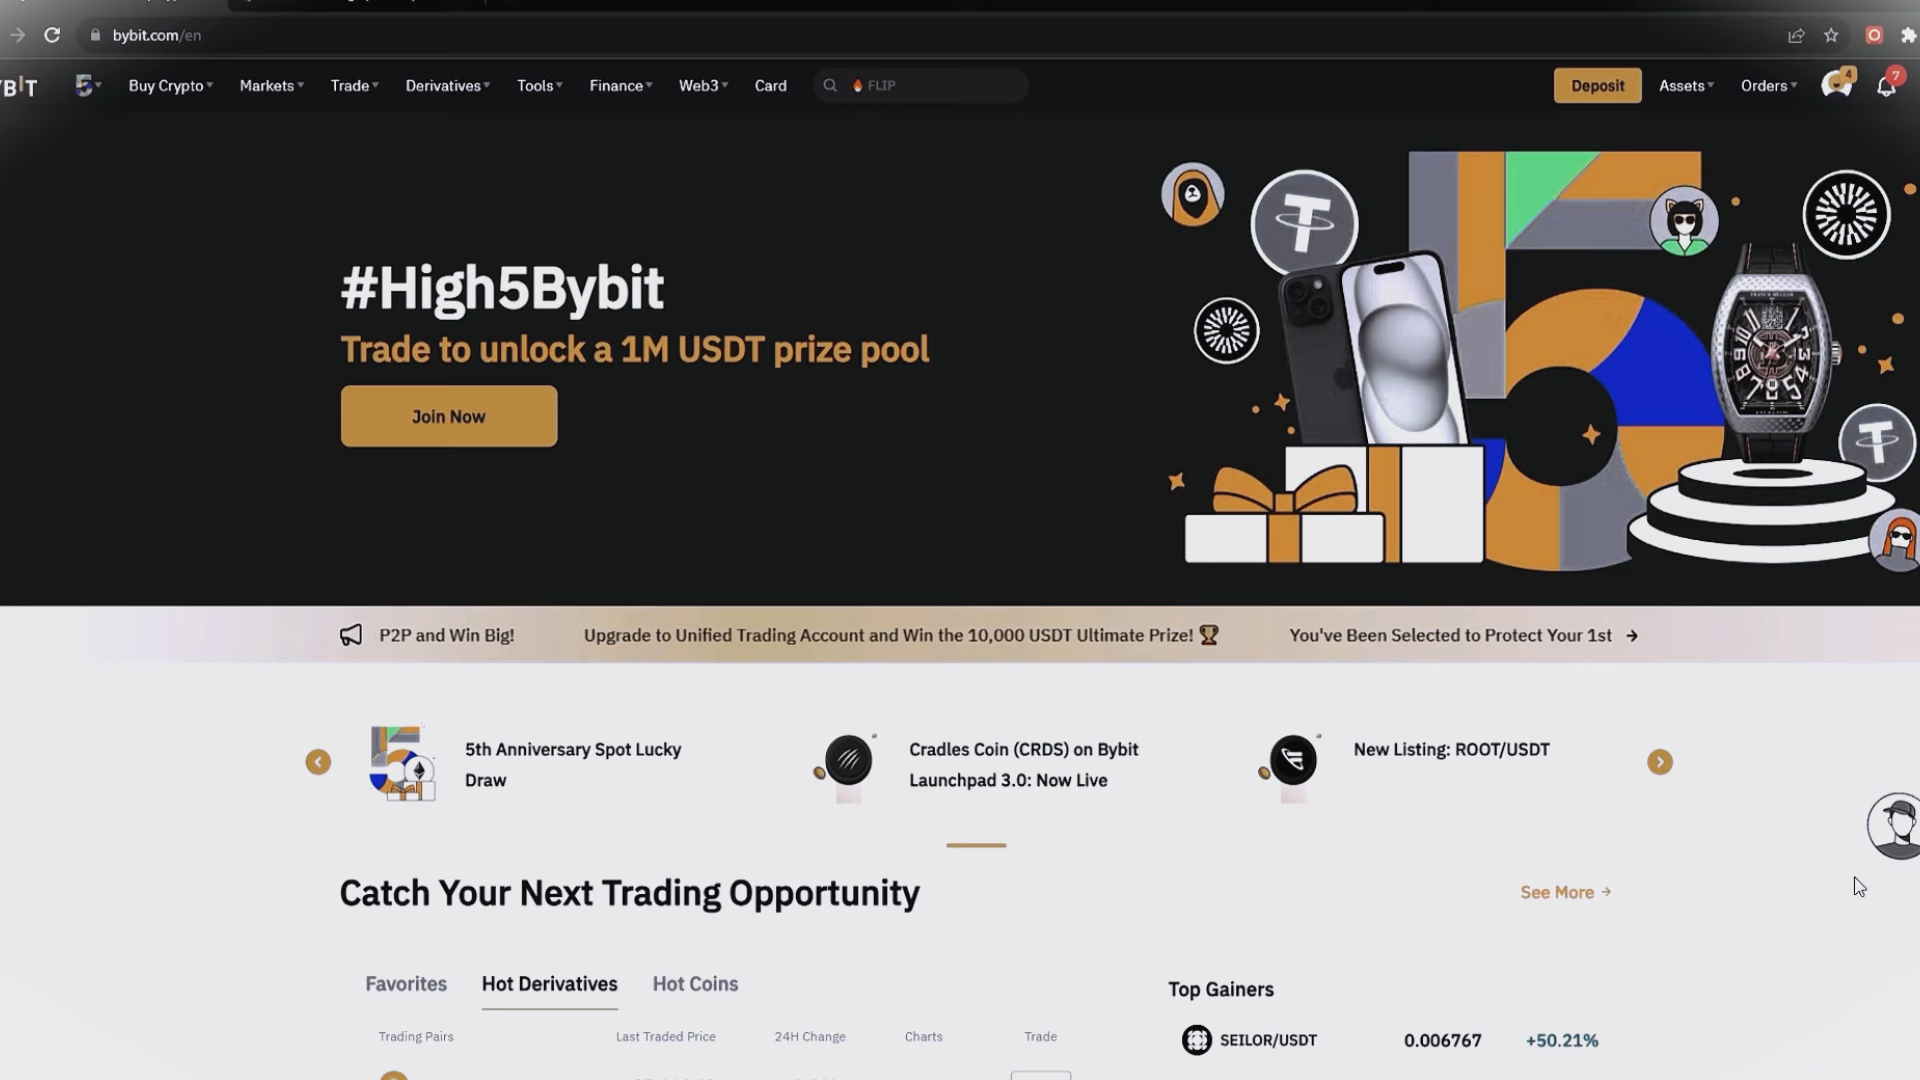 bybit.com/en
Buy Crypto Markets Trade Derivatives Tools Finance Web3 Card FLIP Deposit Assets Orders 4 7
#High5Bybit
Trade to unlock a 1M USDT prize pool
Join Now
P2P and Win Big! Upgrade to Unified Trading Account and Win the 10,000 USDT Ultimate Prize! You've Been Selected to Protect Your 1st
5th Anniversary Spot Lucky
Draw
Cradles Coin (CRDS) on Bybit
Launchpad 3.0: Now Live
New Listing: ROOT/USDT
Catch Your Next Trading Opportunity
See More
Favorites Hot Derivatives Hot Coins
Trading Pairs Last Traded Price 24H Change Charts Trade
Top Gainers
SEILOR/USDT 0.006767 +50.21%